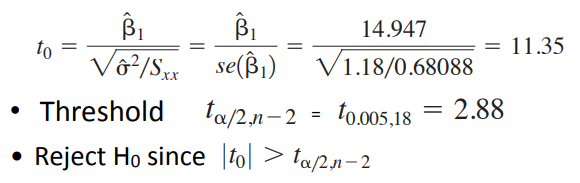 t₀ = β̂₁ / √(σ̂²/Sₓₓ) = β̂₁ / se(β̂₁) = 14.947 / √(1.18/0.68088) = 11.35
• Threshold t_{α/2,n−2} = t_{0.005,18} = 2.88
• Reject H₀ since |t₀| > t_{α/2,n−2}